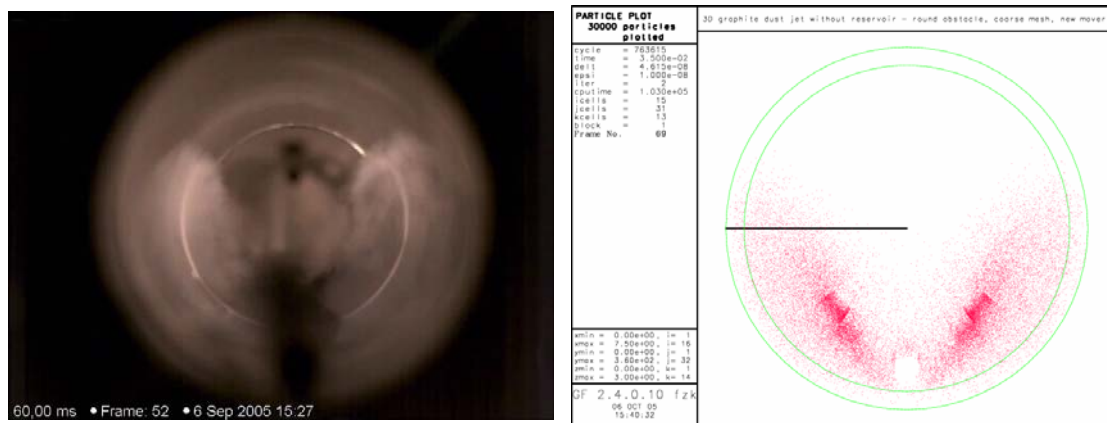 60,00 ms • Frame: 52 • 6 Sep 2005 15:27
PARTICLE PLOT
30000 particles
plotted
cycle = 763615
time = 3.500e-02
delt = 4.615e-08
epsi = 1.000e-08
iter = 2
cputime = 1.030e+05
icells = 15
jcells = 31
kcells = 13
block = 1
Frame No. 69
xmin = 0.00e+00, i= 1
xmax = 7.50e+00, i= 16
ymin = 0.00e+00, j= 1
ymax = 3.60e+02, j= 32
zmin = 0.00e+00, k= 1
zmax = 3.00e+00, k= 14
GF 2.4.0.10 fzk
06 OCT 05
15:40:32
3D graphite dust jet without reservoir - round obstacle, coarse mesh, new mover